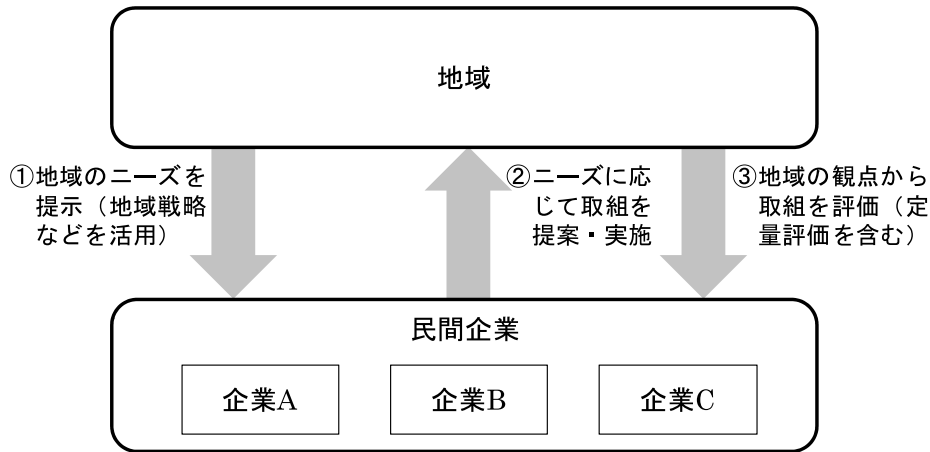 地域
①地域のニーズを
提示（地域戦略
などを活用）
②ニーズに応
じて取組を
提案・実施
③地域の観点から
取組を評価（定
量評価を含む）
民間企業
企業A
企業B
企業C